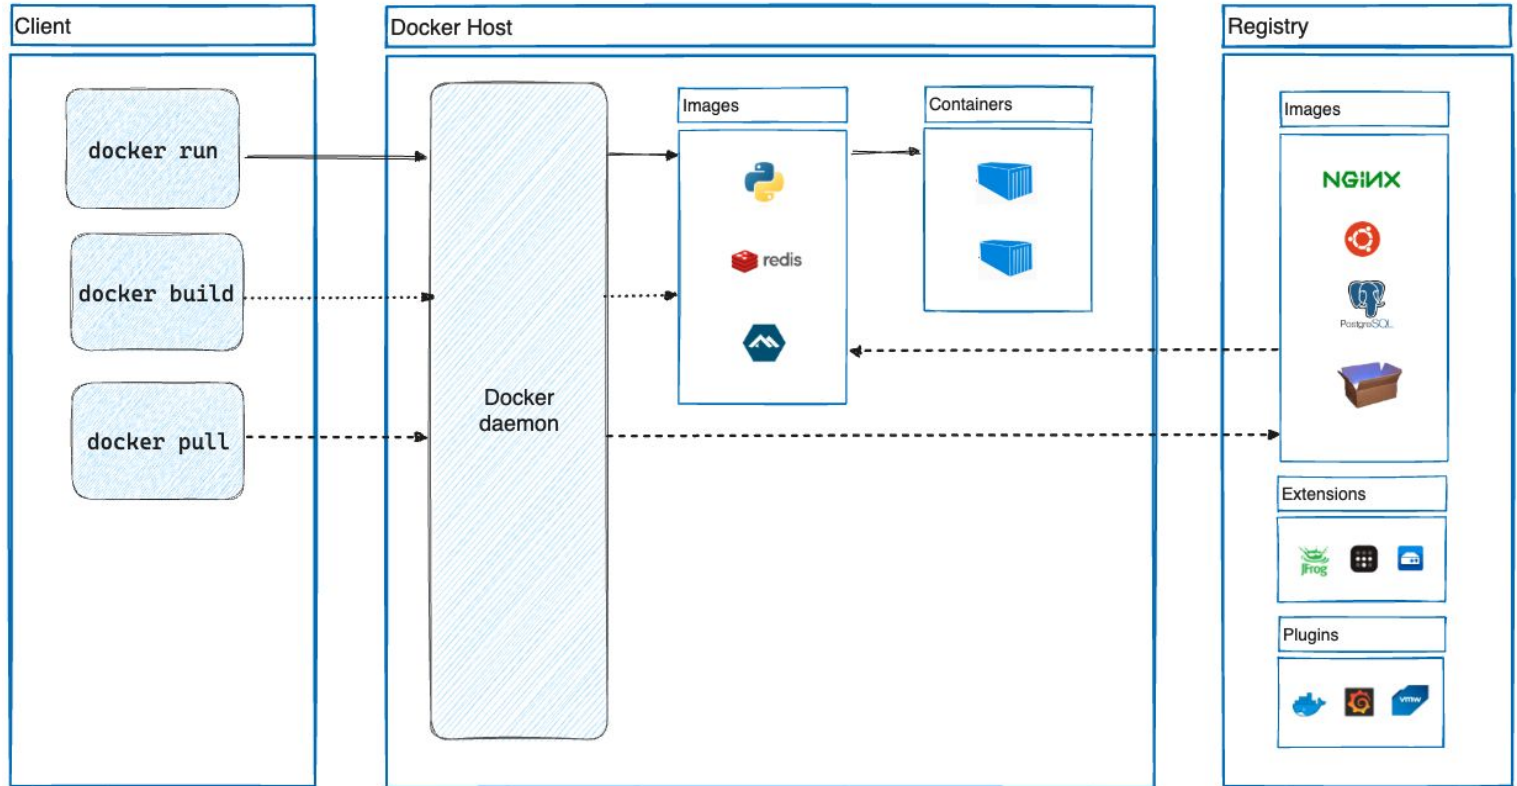 Client
docker run
docker build
docker pull
Docker Host
Docker
daemon
Images
redis
Containers
Registry
Images
NGiNX
PostgreSQL
Extensions
JFrog
Plugins
vmw